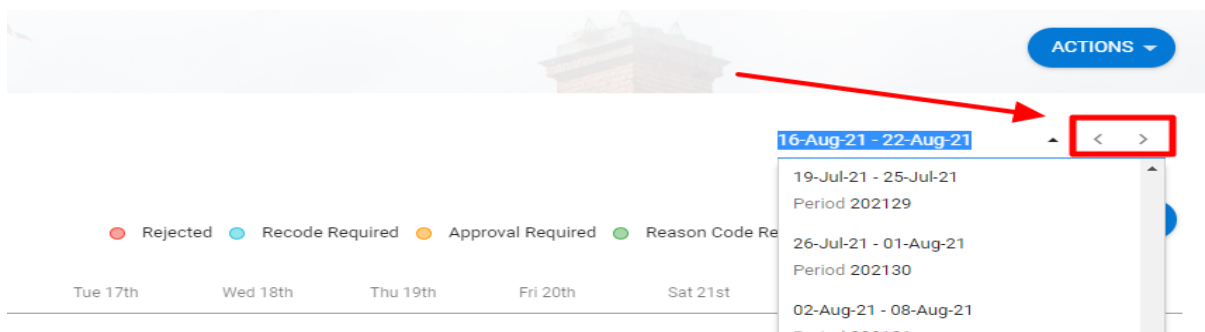 ACTIONS
16-Aug-21 - 22-Aug-21
< >
19-Jul-21 - 25-Jul-21
Period 202129
Rejected Recode Required Approval Required Reason Code Re
26-Jul-21 - 01-Aug-21
Period 202130
Tue 17th Wed 18th Thu 19th Fri 20th Sat 21st
02-Aug-21 - 08-Aug-21